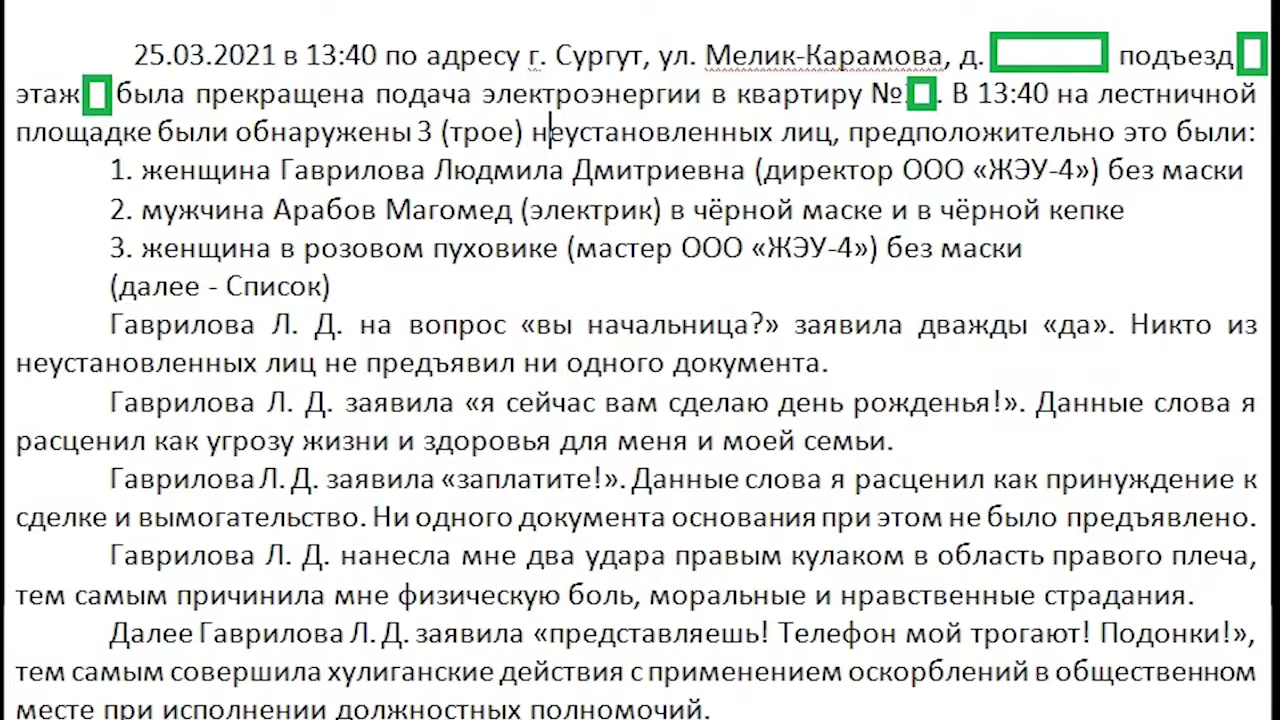 25.03.2021 в 13:40 по адресу г. Сургут, ул. Мелик-Карамова, д. подъезд
этаж была прекращена подача электроэнергии в квартиру № . В 13:40 на лестничной
площадке были обнаружены 3 (трое) неустановленных лиц, предположительно это были:
1. женщина Гаврилова Людмила Дмитриевна (директор ООО «ЖЭУ-4») без маски
2. мужчина Арабов Магомед (электрик) в чёрной маске и в чёрной кепке
3. женщина в розовом пуховике (мастер ООО «ЖЭУ-4») без маски
(далее - Список)
Гаврилова Л. Д. на вопрос «вы начальница?» заявила дважды «да». Никто из
неустановленных лиц не предъявил ни одного документа.
Гаврилова Л. Д. заявила «я сейчас вам сделаю день рожденья!». Данные слова я
расценил как угрозу жизни и здоровья для меня и моей семьи.
Гаврилова Л. Д. заявила «заплатите!». Данные слова я расценил как принуждение к
сделке и вымогательство. Ни одного документа основания при этом не было предъявлено.
Гаврилова Л. Д. нанесла мне два удара правым кулаком в область правого плеча,
тем самым причинила мне физическую боль, моральные и нравственные страдания.
Далее Гаврилова Л. Д. заявила «представляешь! Телефон мой трогают! Подонки!»,
тем самым совершила хулиганские действия с применением оскорблений в общественном
месте при исполнении должностных полномочий.